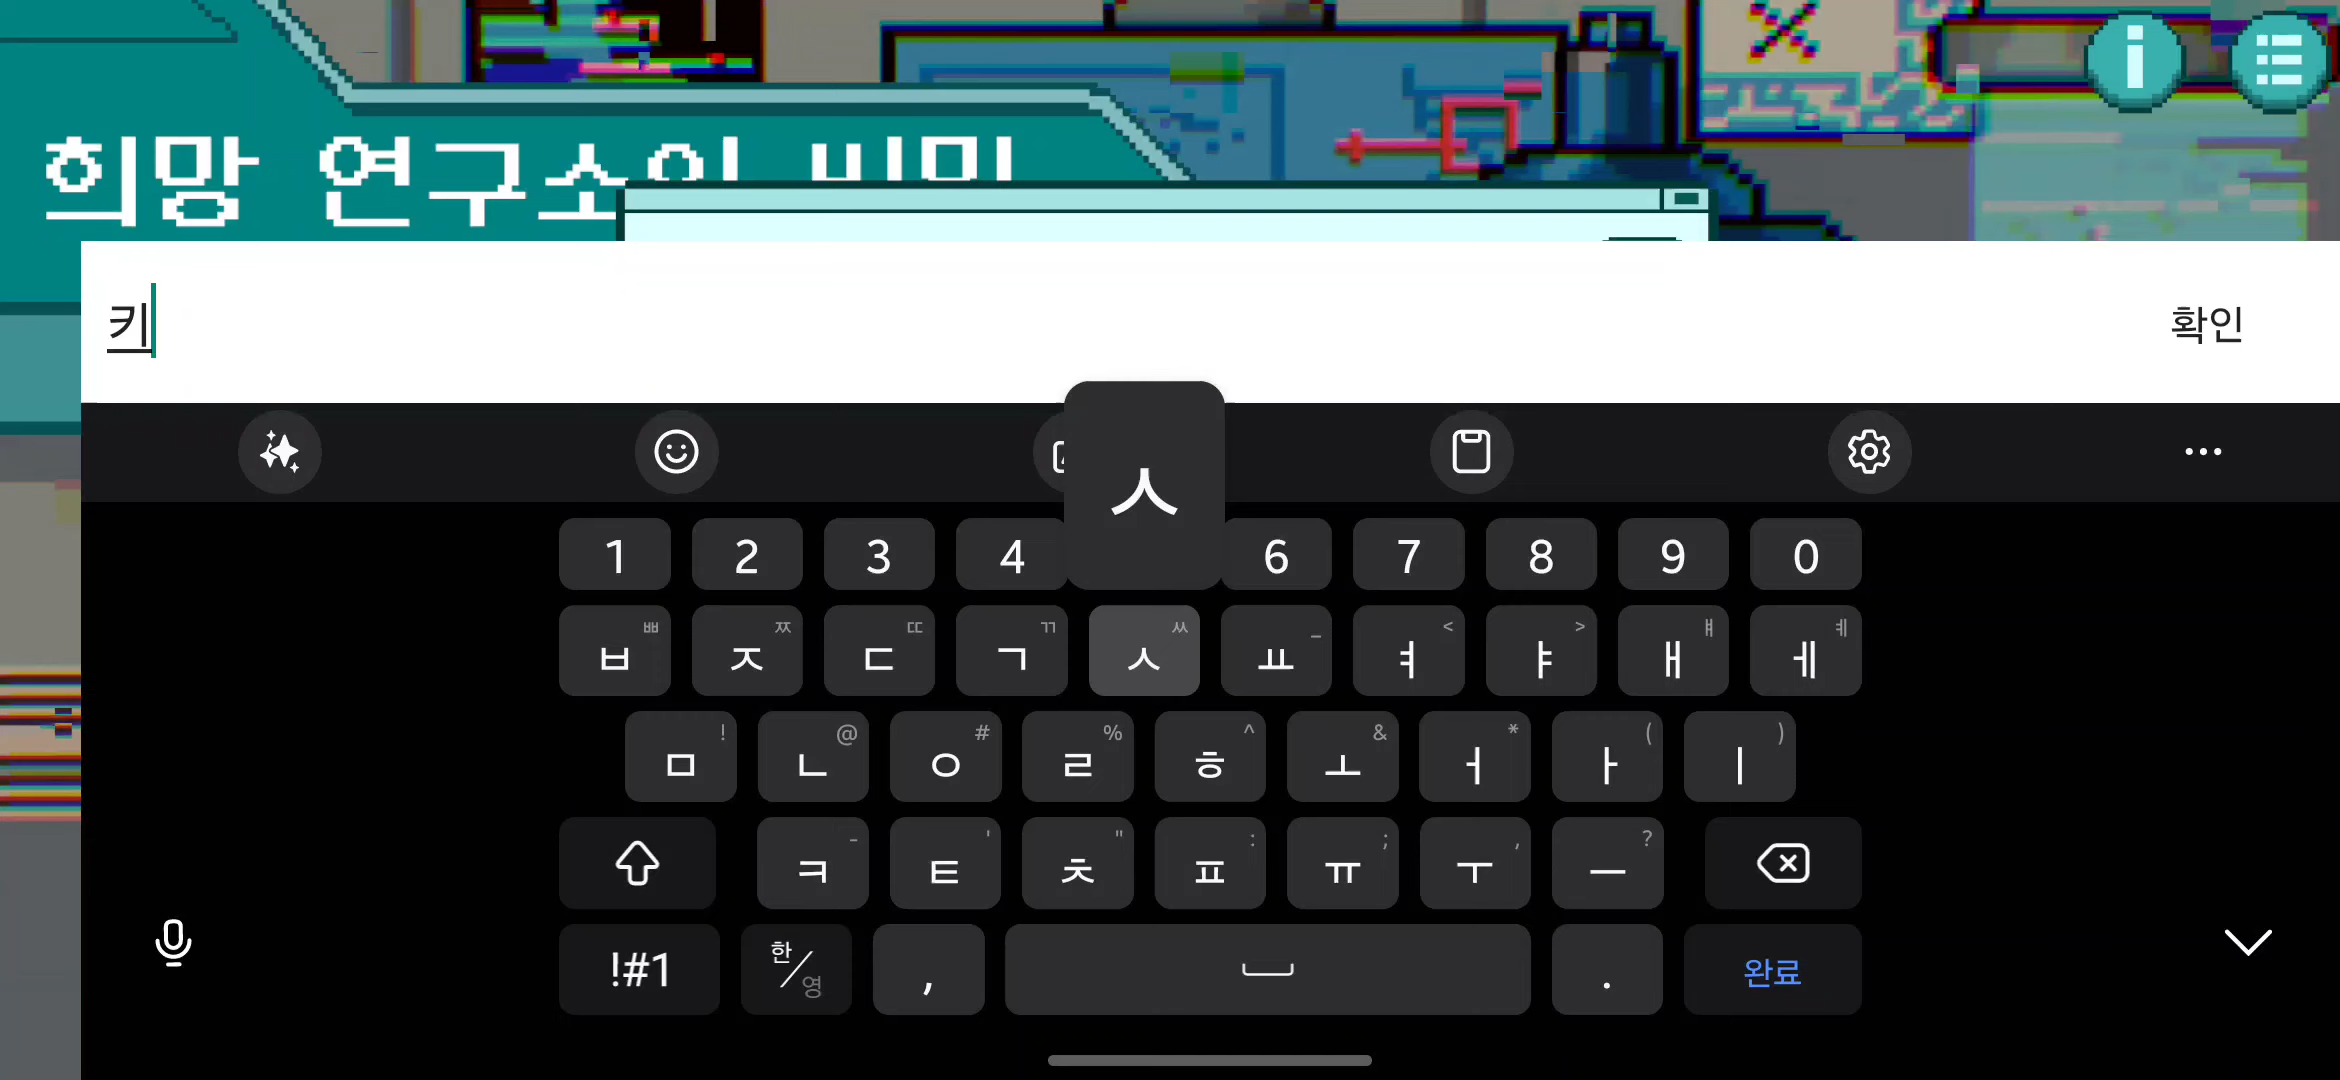 희망 연구소의 비밀
키
확인
ㅅ
1 2 3 4 6 7 8 9 0
ㅃ ㅉ ㄸ ㄲ ㅆ _ < > ㅒ ㅖ
ㅂ ㅈ ㄷ ㄱ ㅅ ㅛ ㅕ ㅑ ㅐ ㅔ
! @ # % ^ & * ( )
ㅁ ㄴ ㅇ ㄹ ㅎ ㅗ ㅓ ㅏ ㅣ
- ' " : ; , ?
ㅋ ㅌ ㅊ ㅍ ㅠ ㅜ ㅡ
!#1 한/영 , . 완료